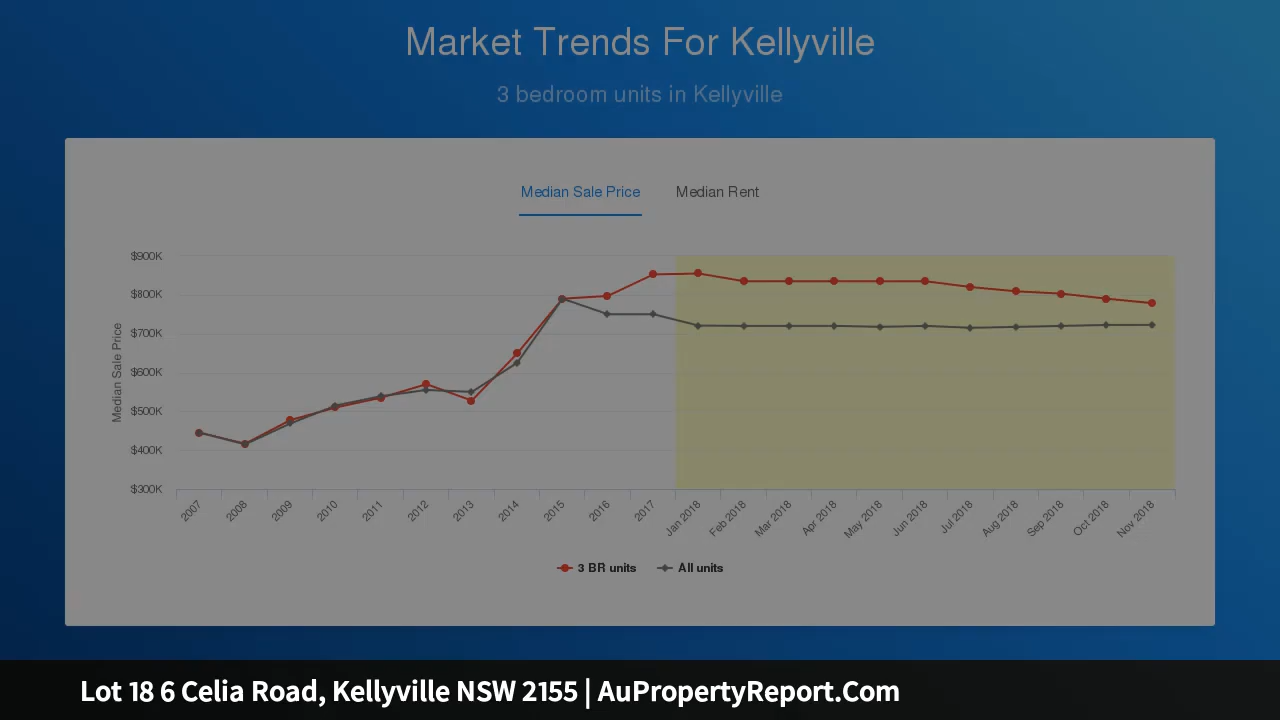 Market Trends For Kellyville
3 bedroom units in Kellyville
Median Sale Price Median Rent
$900K
$800K
$700K
$600K
$500K
$400K
$300K
Median Sale Price
2007 2008 2009 2010 2011 2012 2013 2014 2015 2016 2017 Jan 2018 Feb 2018 Mar 2018 Apr 2018 May 2018 Jun 2018 Jul 2018 Aug 2018 Sep 2018 Oct 2018 Nov 2018
3 BR units All units
Lot 18 6 Celia Road, Kellyville NSW 2155 | AuPropertyReport.Com